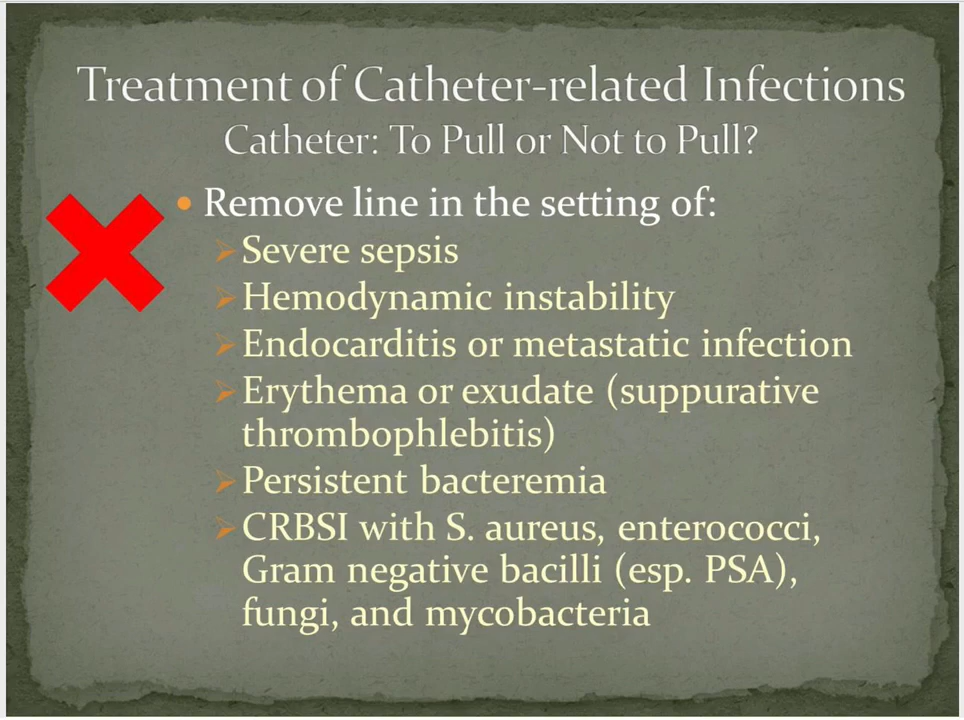 Treatment of Catheter-related Infections
Catheter: To Pull or Not to Pull?
• Remove line in the setting of:
➢Severe sepsis
➢Hemodynamic instability
➢Endocarditis or metastatic infection
➢Erythema or exudate (suppurative
thrombophlebitis)
➢Persistent bacteremia
➢CRBSI with S. aureus, enterococci,
Gram negative bacilli (esp. PSA),
fungi, and mycobacteria